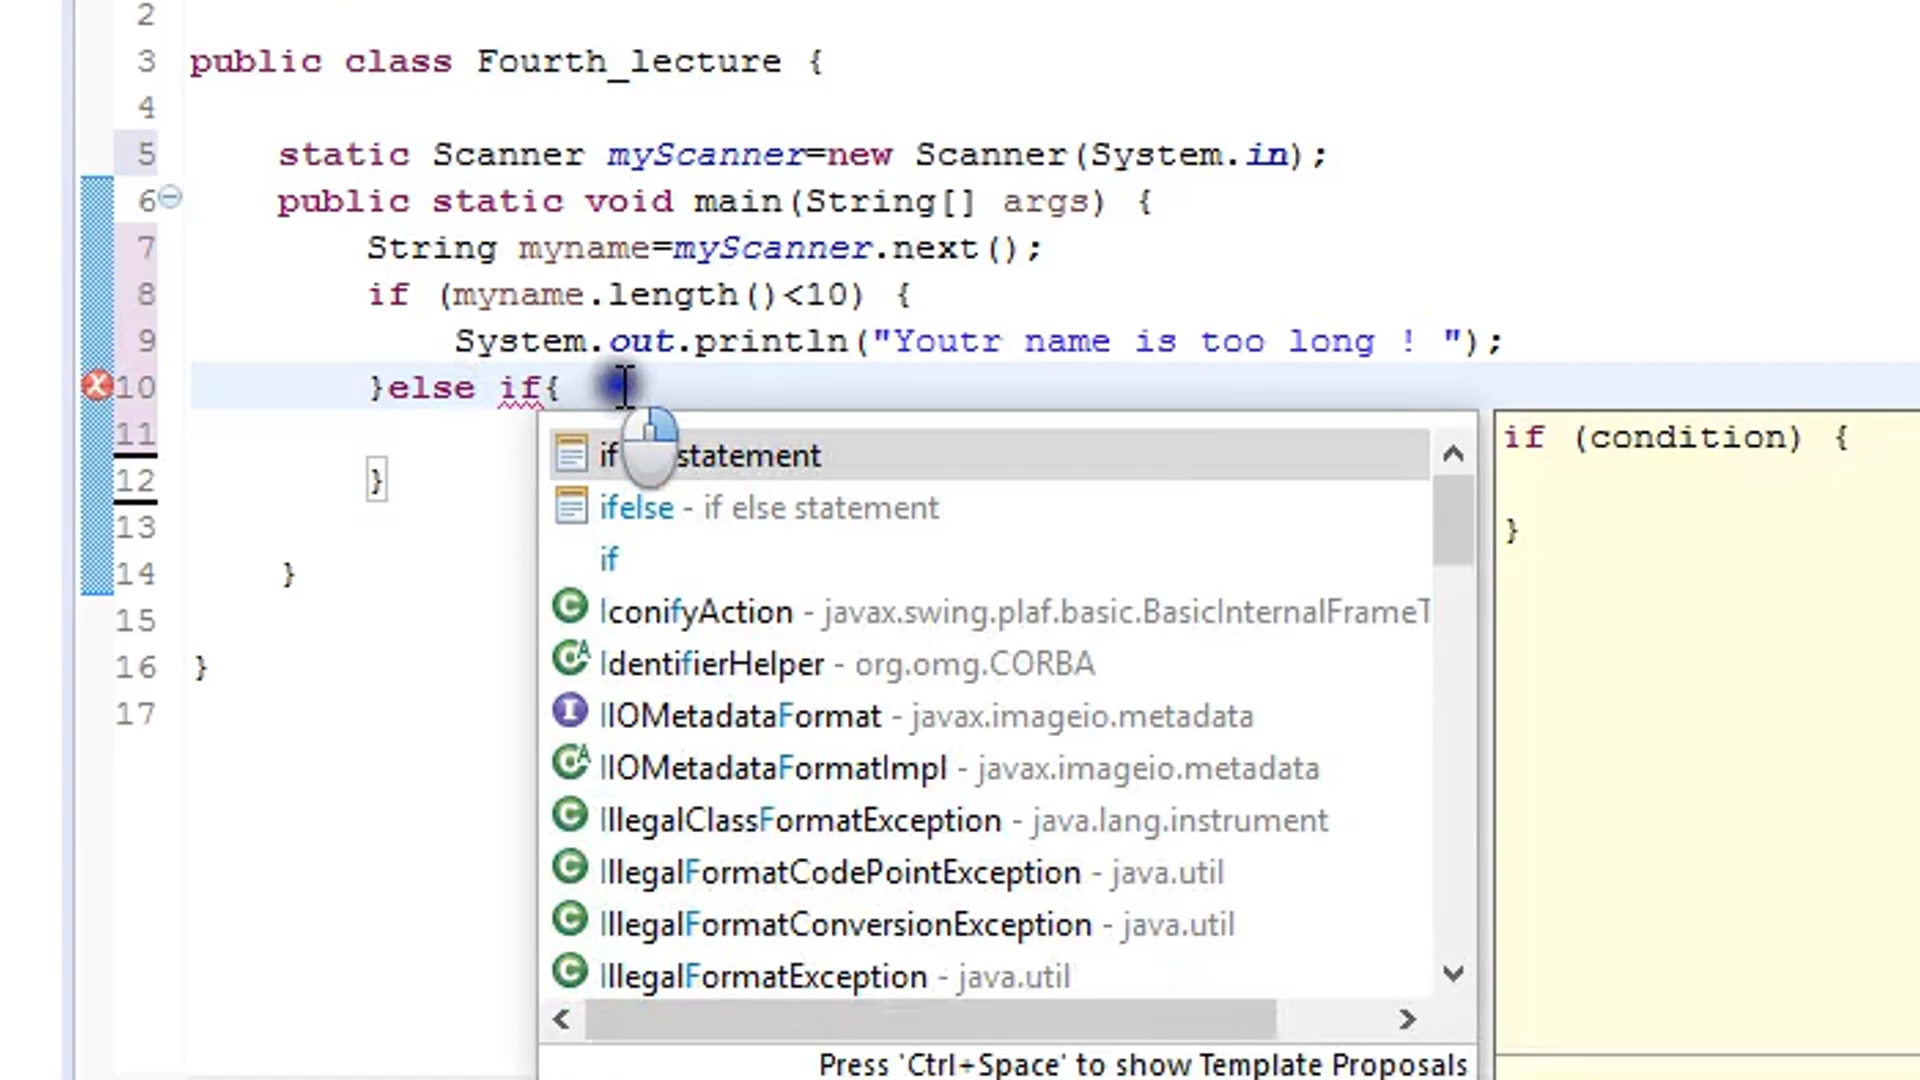 2
3 public class Fourth_lecture {
4
5 static Scanner myScanner=new Scanner(System.in);
6 public static void main(String[] args) {
7 String myname=myScanner.next();
8 if (myname.length()<10) {
9 System.out.println("Youtr name is too long ! ");
10 }else if{
11
12 }
13
14 }
15
16 }
17
if statement
ifelse - if else statement
if
IconifyAction - javax.swing.plaf.basic.BasicInternalFrameT
IdentifierHelper - org.omg.CORBA
IIOMetadataFormat - javax.imageio.metadata
IIOMetadataFormatImpl - javax.imageio.metadata
IllegalClassFormatException - java.lang.instrument
IllegalFormatCodePointException - java.util
IllegalFormatConversionException - java.util
IllegalFormatException - java.util
Press 'Ctrl+Space' to show Template Proposals
if (condition) {
}